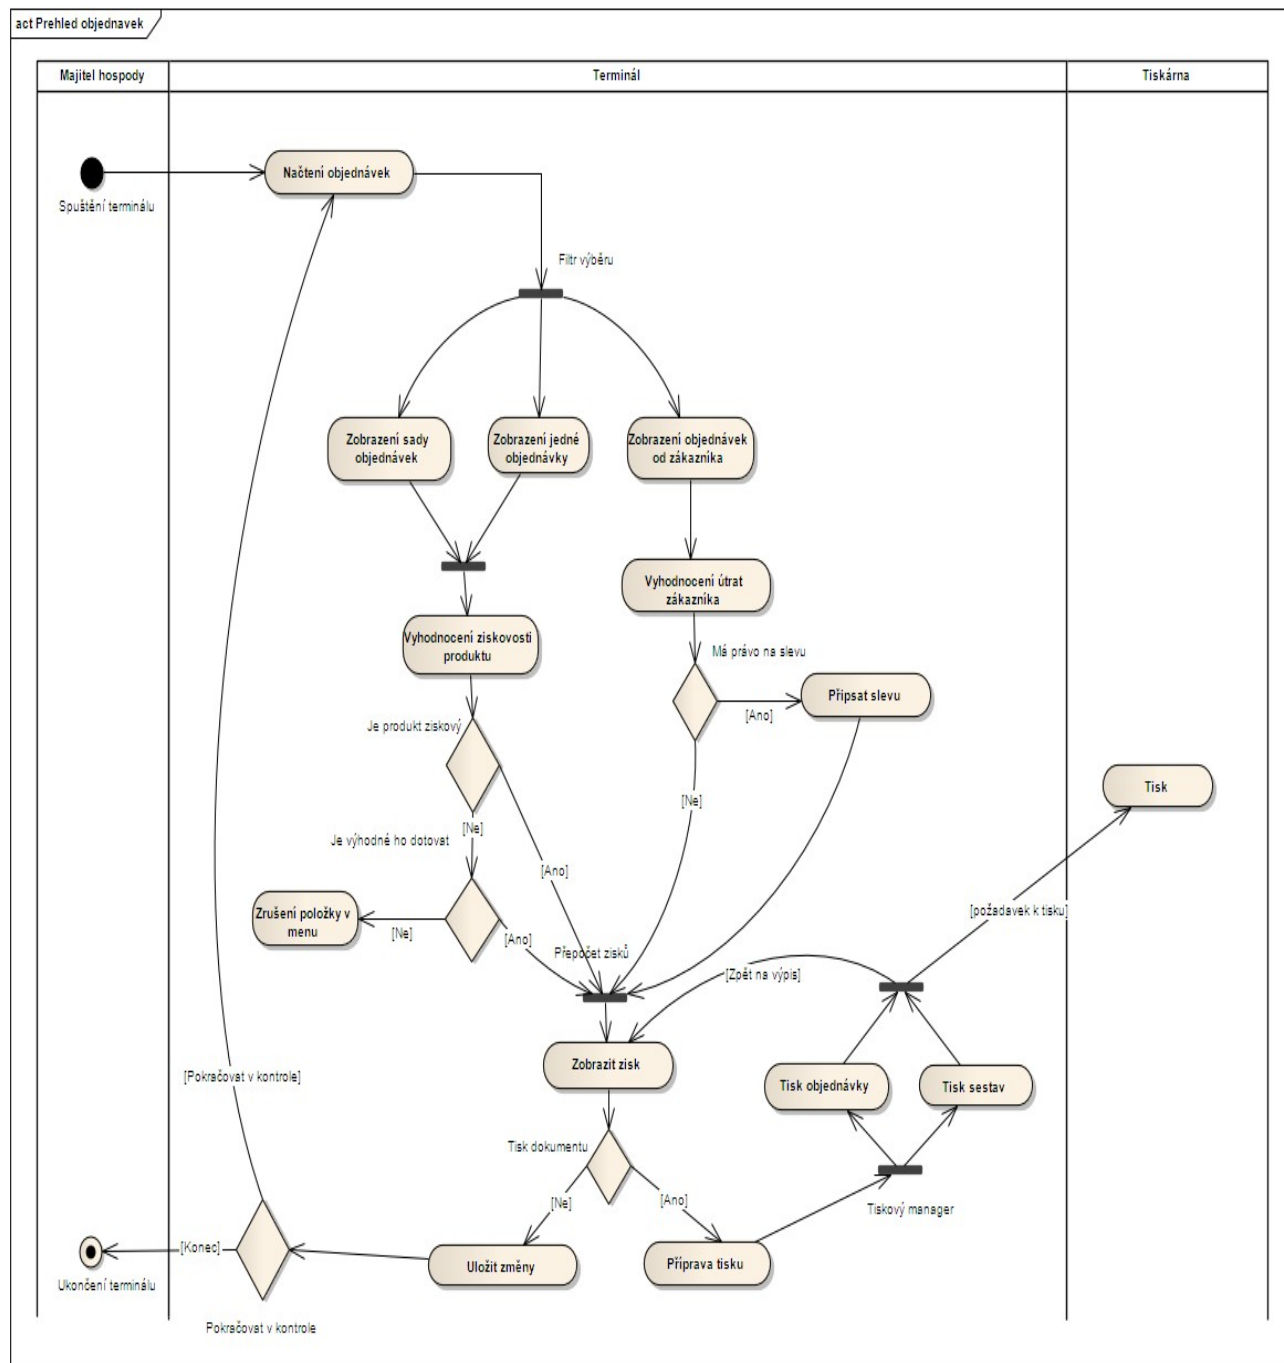 act Prehled objednavek
Majitel hospody
Terminál
Tiskárna
Načtení objednávek
Spuštění terminálu
Filtr výběru
Zobrazení sady
objednávek
Zobrazení jedné
objednávky
Zobrazení objednávek
od zákazníka
Vyhodnocení útrat
zákazníka
Vyhodnocení ziskovosti
produktu
Má právo na slevu
Připsat slevu
[Ano]
Je produkt ziskový
[Ne]
Tisk
[Ne]
Je výhodné ho dotovat
[Ano]
Zrušení položky v
menu
[Ne]
[Ano]
[požadavek k tisku]
Přepočet zisků
[Zpět na výpis]
Zobrazit zisk
[Pokračovat v kontrole]
Tisk objednávky
Tisk sestav
Tisk dokumentu
[Ne]
[Ano]
Tiskový manager
[Konec]
Uložit změny
Příprava tisku
Ukončení terminálu
Pokračovat v kontrole